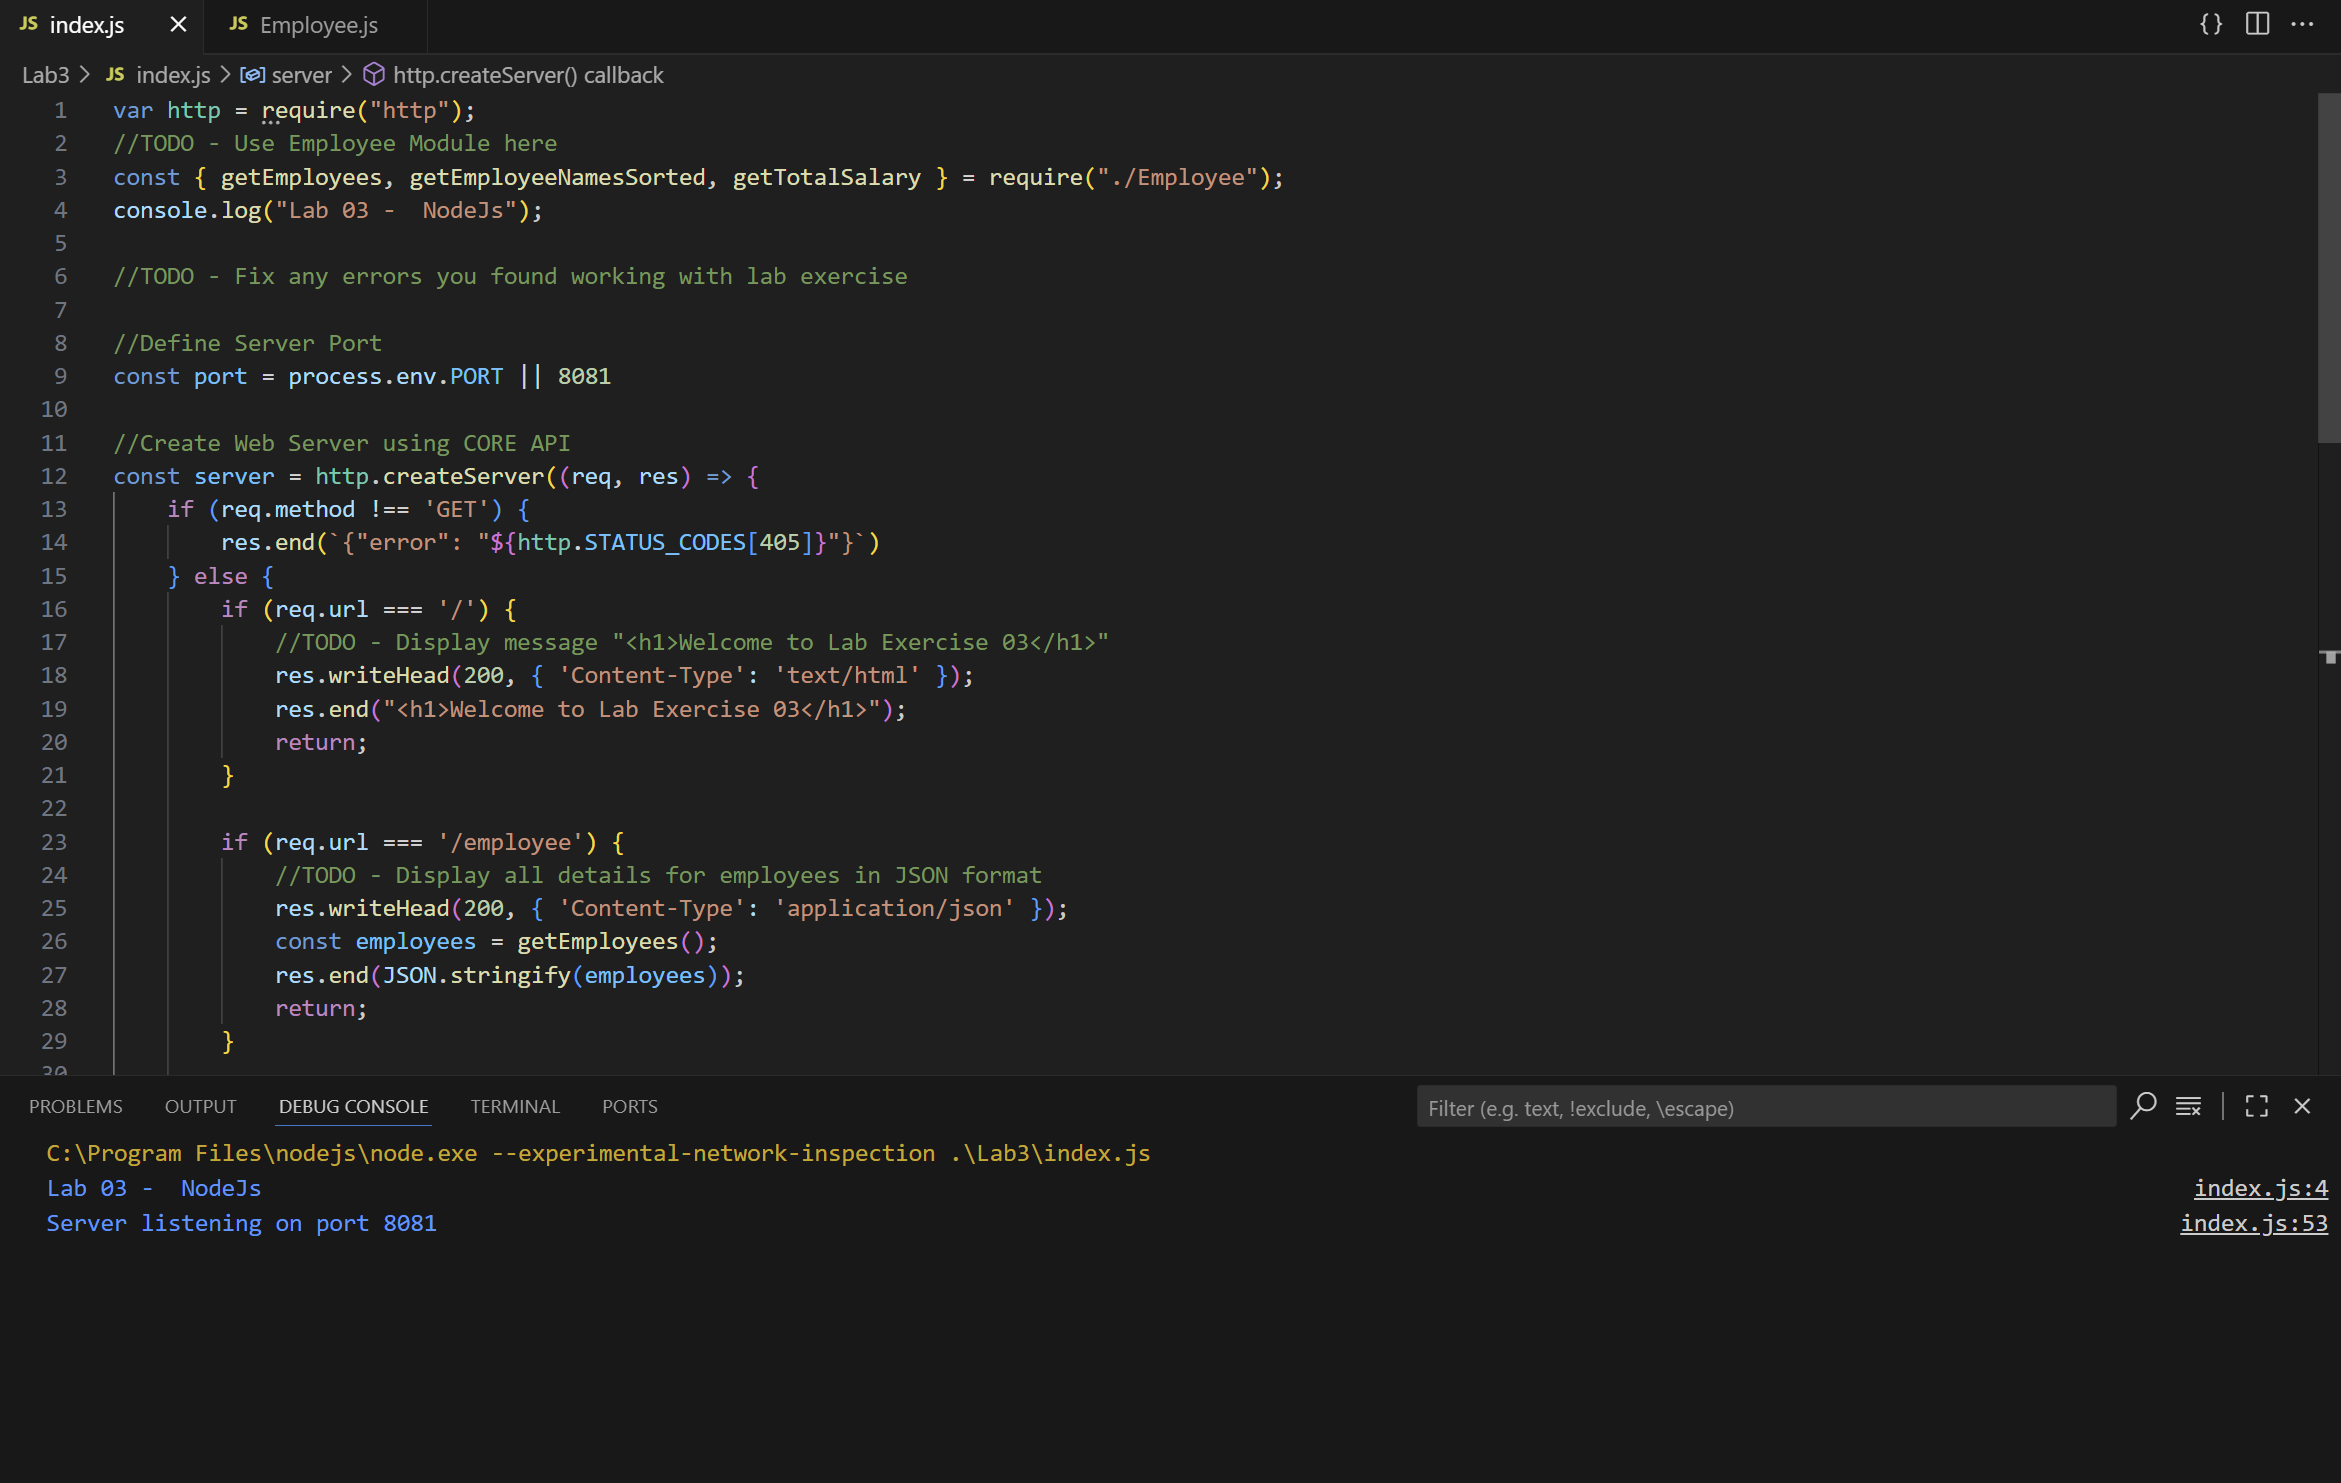 JS index.js JS Employee.js
Lab3 > JS index.js > server > http.createServer() callback
1 var http = require("http");
2 //TODO - Use Employee Module here
3 const { getEmployees, getEmployeeNamesSorted, getTotalSalary } = require("./Employee");
4 console.log("Lab 03 -  NodeJs");
5
6 //TODO - Fix any errors you found working with lab exercise
7
8 //Define Server Port
9 const port = process.env.PORT || 8081
10
11 //Create Web Server using CORE API
12 const server = http.createServer((req, res) => {
13     if (req.method !== 'GET') {
14         res.end(`{"error": "${http.STATUS_CODES[405]}"}`)
15     } else {
16         if (req.url === '/') {
17             //TODO - Display message "<h1>Welcome to Lab Exercise 03</h1>"
18             res.writeHead(200, { 'Content-Type': 'text/html' });
19             res.end("<h1>Welcome to Lab Exercise 03</h1>");
20             return;
21         }
22
23         if (req.url === '/employee') {
24             //TODO - Display all details for employees in JSON format
25             res.writeHead(200, { 'Content-Type': 'application/json' });
26             const employees = getEmployees();
27             res.end(JSON.stringify(employees));
28             return;
29         }
30
PROBLEMS OUTPUT DEBUG CONSOLE TERMINAL PORTS Filter (e.g. text, !exclude, \escape)
C:\Program Files\nodejs\node.exe --experimental-network-inspection .\Lab3\index.js
Lab 03 -  NodeJs index.js:4
Server listening on port 8081 index.js:53